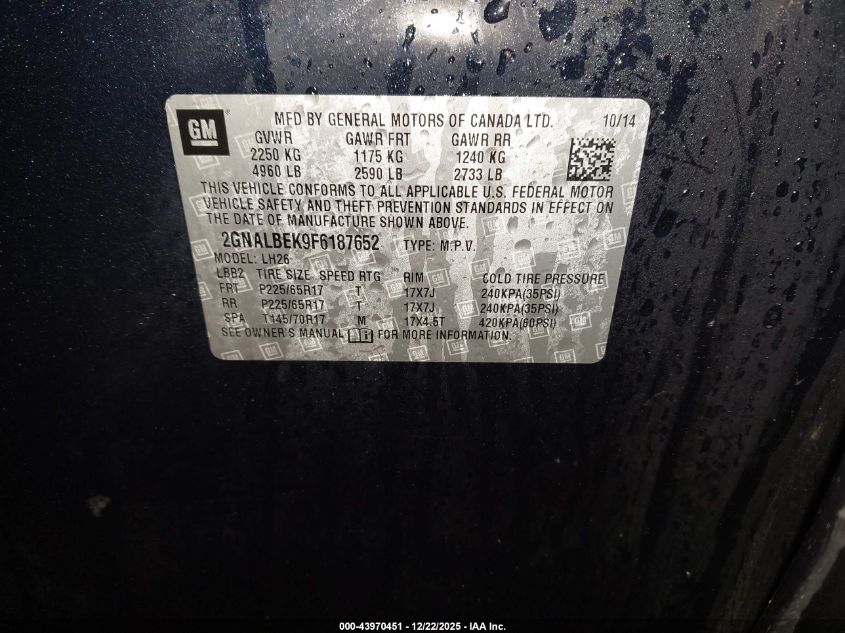 GM
MFD BY GENERAL MOTORS OF CANADA LTD. 10/14
GVWR GAWR FRT GAWR RR
2250 KG 1175 KG 1240 KG
4960 LB 2590 LB 2733 LB
THIS VEHICLE CONFORMS TO ALL APPLICABLE U.S. FEDERAL MOTOR
VEHICLE SAFETY AND THEFT PREVENTION STANDARDS IN EFFECT ON
THE DATE OF MANUFACTURE SHOWN ABOVE.
2GNALBEK9F6187652 TYPE: M.P.V.
MODEL: LH26
LBB2 TIRE SIZE SPEED RTG RIM COLD TIRE PRESSURE
FRT P225/65R17 T 17X7J 240KPA(35PSI)
RR P225/65R17 T 17X7J 240KPA(35PSI)
SPA T145/70R17 M 17X4.5T 420KPA(60PSI)
SEE OWNER'S MANUAL FOR MORE INFORMATION.
000-43970451 - 12/22/2025 - IAA Inc.